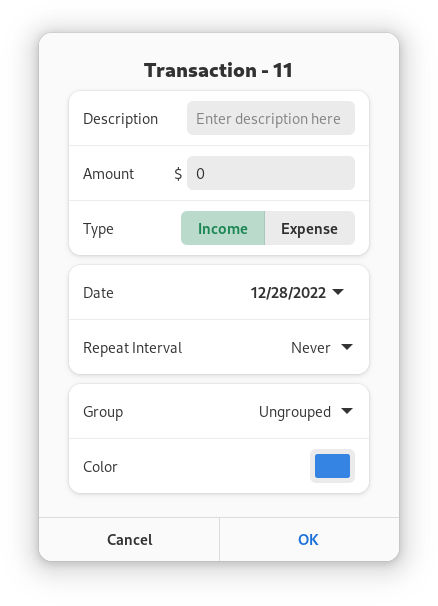 Transaction - 11
Description Enter description here
Amount $ 0
Type Income Expense
Date 12/28/2022
Repeat Interval Never
Group Ungrouped
Color
Cancel OK